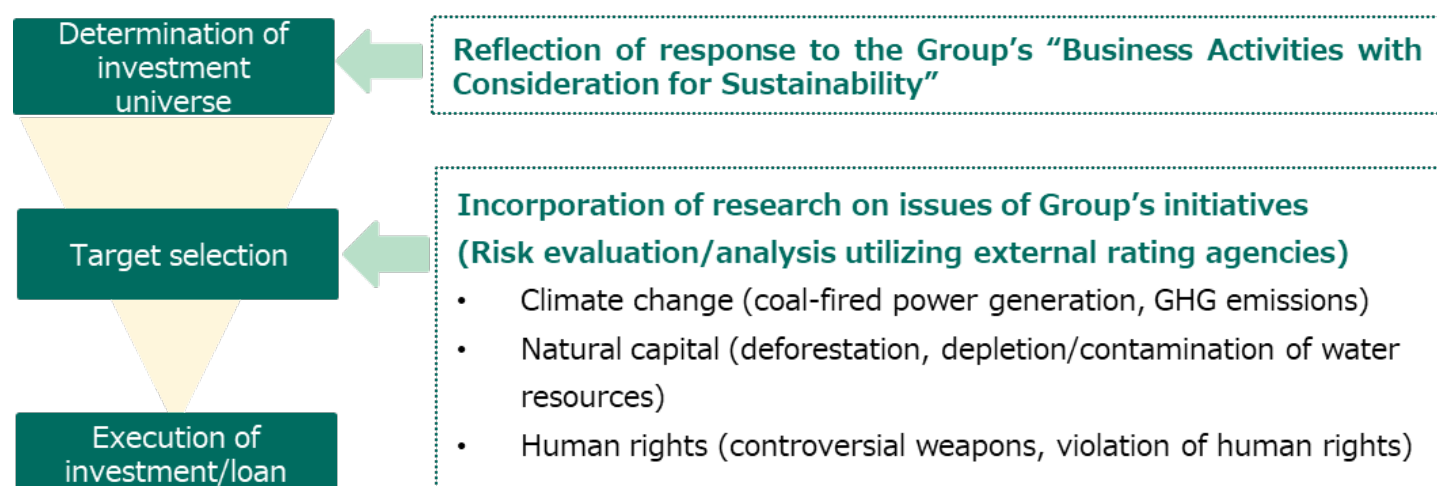 Determination of
investment
universe
Reflection of response to the Group’s “Business Activities with
Consideration for Sustainability”
Target selection
Incorporation of research on issues of Group’s initiatives
(Risk evaluation/analysis utilizing external rating agencies)
• Climate change (coal-fired power generation, GHG emissions)
• Natural capital (deforestation, depletion/contamination of water
resources)
• Human rights (controversial weapons, violation of human rights)
Execution of
investment/loan